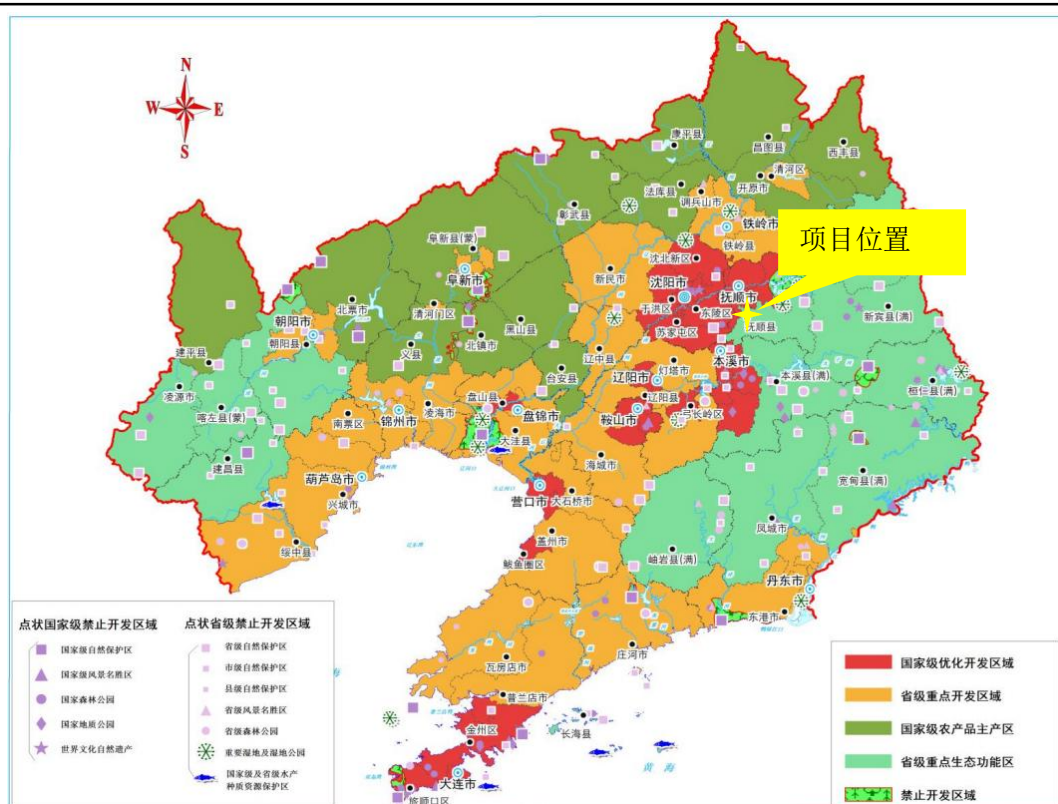 N
W
E
S
康平县
昌图县
西丰县
清河区
开原市
法库县
调兵山市
彰武县
铁岭市
铁岭县
项目位置
阜新县(蒙)
阜新市
沈北新区
新民市
沈阳市
抚顺市
于洪区
东陵区
抚顺县
新宾县(满)
苏家屯区
北票市
清河门区
黑山县
朝阳市
朝阳县
义县
北镇市
辽中县
本溪市
建平县
台安县
灯塔市
辽阳市
本溪县(满)
桓仁县(满)
凌源市
喀左县(蒙)
盘山县
辽阳县
弓长岭区
南票区
锦州市
凌海市
盘锦市
鞍山市
大洼县
建昌县
海城市
宽甸县(满)
葫芦岛市
兴城市
营口市
大石桥市
凤城市
绥中县
盖州市
岫岩县(满)
鲅鱼圈区
丹东市
东港市
庄河市
瓦房店市
普兰店市
金州区
长海县
黄 海
大连市
旅顺口区
点状国家级禁止开发区域
国家级自然保护区
国家级风景名胜区
国家森林公园
国家地质公园
世界文化自然遗产
点状省级禁止开发区域
省级自然保护区
市级自然保护区
县级自然保护区
省级风景名胜区
省级森林公园
重要湿地及湿地公园
国家级及省级水产
种质资源保护区
国家级优化开发区域
省级重点开发区域
国家级农产品主产区
省级重点生态功能区
禁止开发区域